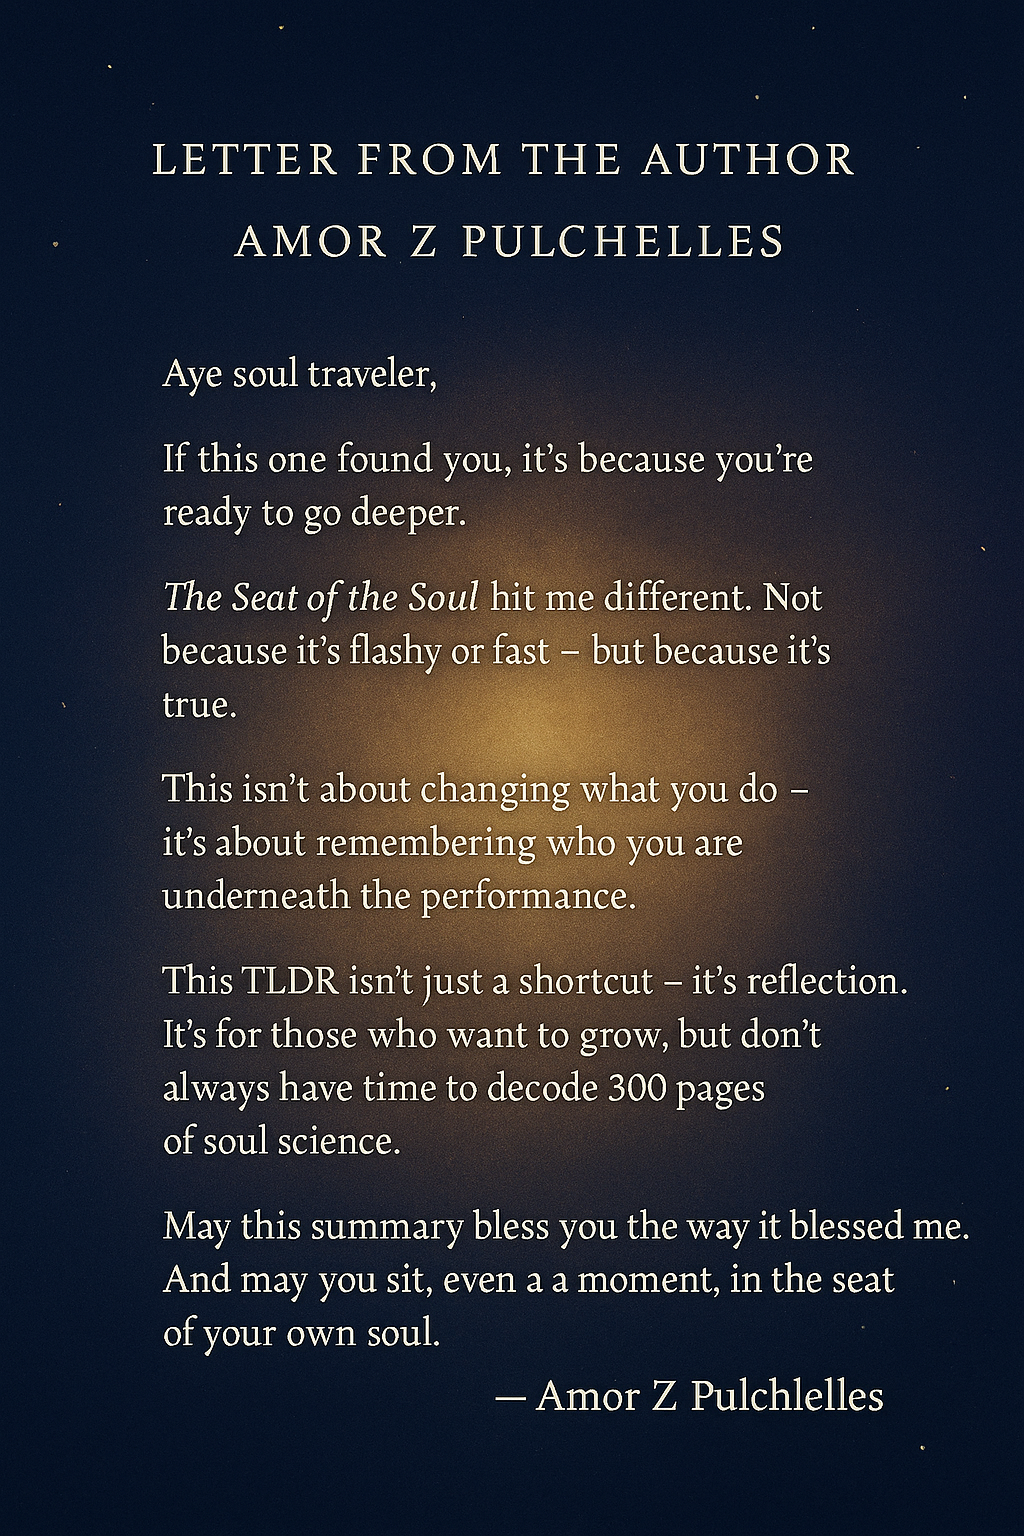 LETTER FROM THE AUTHOR
AMOR Z PULCHELLES
Aye soul traveler,
If this one found you, it’s because you’re
ready to go deeper.
The Seat of the Soul hit me different. Not
because it’s flashy or fast – but because it’s
true.
This isn’t about changing what you do –
it’s about remembering who you are
underneath the performance.
This TLDR isn’t just a shortcut – it’s reflection.
It’s for those who want to grow, but don’t
always have time to decode 300 pages
of soul science.
May this summary bless you the way it blessed me.
And may you sit, even a a moment, in the seat
of your own soul.
— Amor Z Pulchlelles